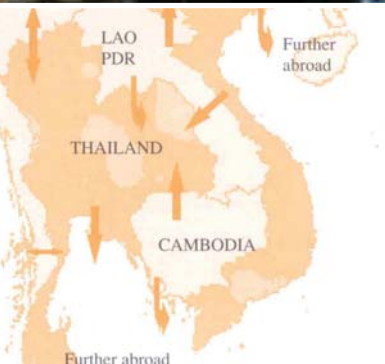 LAO
PDR
Further
abroad
THAILAND
CAMBODIA
Further abroad